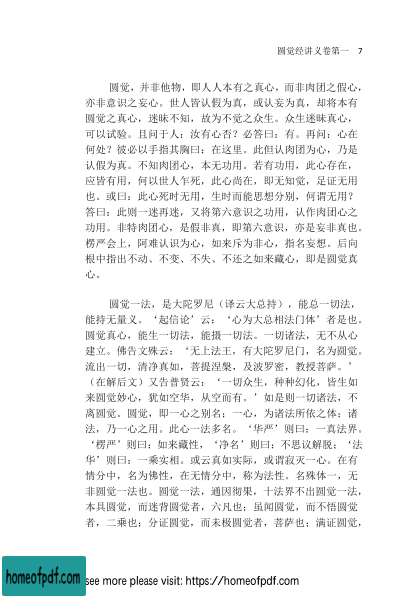 圆觉经讲义卷第一 7
圆觉，并非他物，即人人本有之真心，而非肉团之假心，
亦非意识之妄心。世人皆认假为真，或认妄为真，却将本有
圆觉之真心，迷昧不知，故为不觉之众生。众生迷昧真心，
可以试验。且问于人：汝有心否？必答曰：有。再问：心在
何处？彼必以手指其胸曰：在这里。此但认肉团为心，乃是
认假为真。不知肉团心，本无功用。若有功用，此心存在，
应皆有用，何以世人乍死，此心尚在，即无知觉，足证无用
也。或曰：此心死时无用，生时而能思想分别，何谓无用？
答曰：此则一迷再迷，又将第六意识之功用，认作肉团心之
功用。非特肉团心，是假非真，即第六意识，亦是妄非真也。
楞严会上，阿难认识为心，如来斥为非心，指名妄想。后向
根中指出不动、不变、不失、不还之如来藏心，即是圆觉真
心。
圆觉一法，是大陀罗尼（译云大总持），能总一切法，
能持无量义。‘起信论’云：‘心为大总相法门体’者是也。
圆觉真心，能生一切法，能摄一切法。一切诸法，无不从心
建立。佛告文殊云：‘无上法王，有大陀罗尼门，名为圆觉。
流出一切，清净真如，菩提涅槃，及波罗密，教授菩萨。’
（在解后文）又告普贤云：‘一切众生，种种幻化，皆生如
来圆觉妙心，犹如空华，从空而有。’如是则一切诸法，不
离圆觉。圆觉，即一心之别名；一心，为诸法所依之体；诸
法，乃一心之用。此心一法多名。‘华严’则曰：一真法界。
‘楞严’则曰：如来藏性，‘净名’则曰：不思议解脱；‘法
华’则曰：一乘实相。或云真如实际，或谓寂灭一心。在有
情分中，名为佛性，在无情分中，称为法性。名殊体一，无
非圆觉一法也。圆觉一法，通因彻果，十法界不出圆觉一法，
本具圆觉，而迷背圆觉者，六凡也；虽闻圆觉，而不悟圆觉
者，二乘也；分证圆觉，而未极圆觉者，菩萨也；满证圆觉，
homeofpdf.com
see more please visit: https://homeofpdf.com